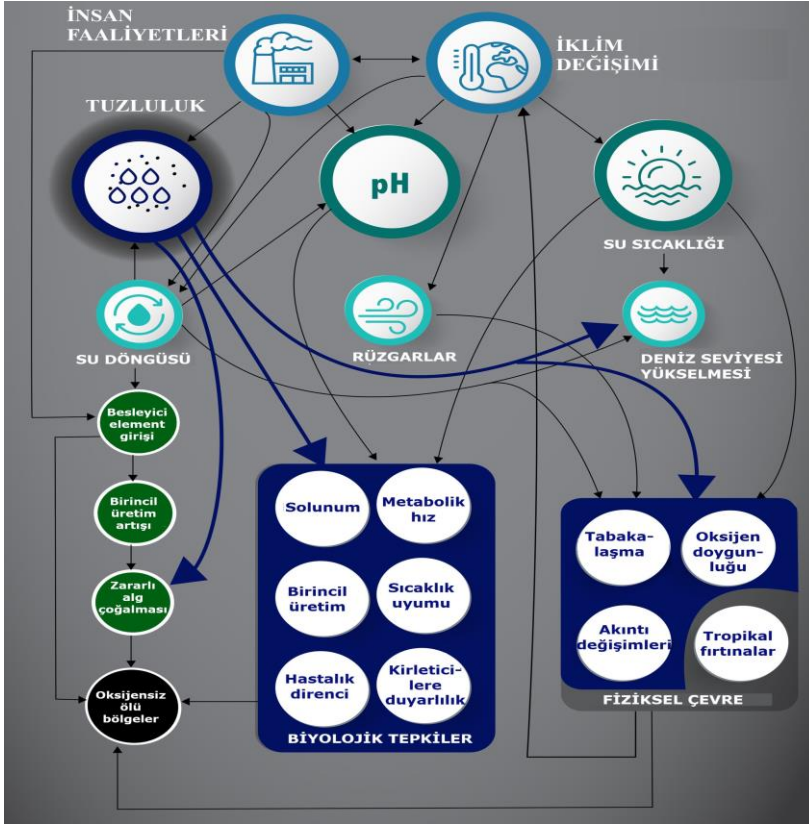 İNSAN
FAALİYETLERİ
İKLİM
DEĞİŞİMİ
TUZLULUK
pH
SU SICAKLIĞI
SU DÖNGÜSÜ
RÜZGARLAR
DENİZ SEVİYESİ
YÜKSELMESİ
Besleyici
element
girişi
Birincil
üretim
artışı
Zararlı
alg
çoğalması
Oksijensiz
ölü
bölgeler
Solunum
Metabolik
hız
Birincil
üretim
Sıcaklık
uyumu
Hastalık
direnci
Kirletici-
lere
duyarlılık
BİYOLOJİK TEPKİLER
Tabaka-
laşma
Oksijen
doygun-
luğu
Akıntı
değişimleri
Tropikal
fırtınalar
FİZİKSEL ÇEVRE